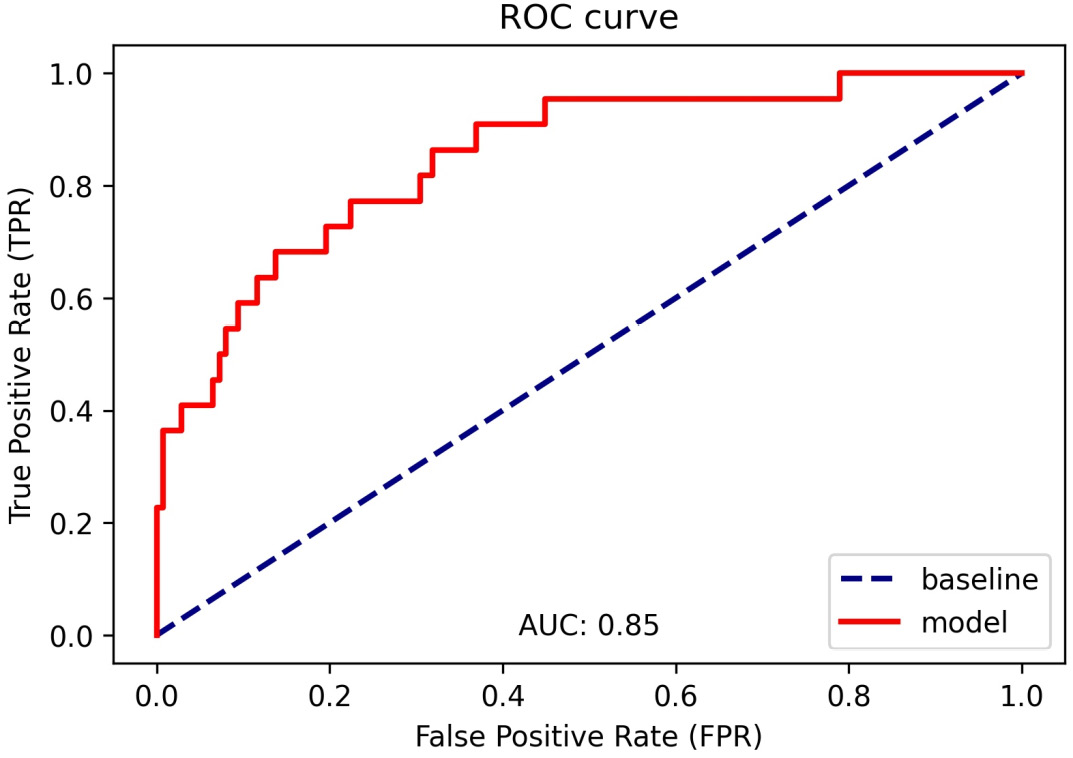 ROC curve
True Positive Rate (TPR)
1.0
0.8
0.6
0.4
0.2
0.0
AUC: 0.85
baseline
model
0.0 0.2 0.4 0.6 0.8 1.0
False Positive Rate (FPR)